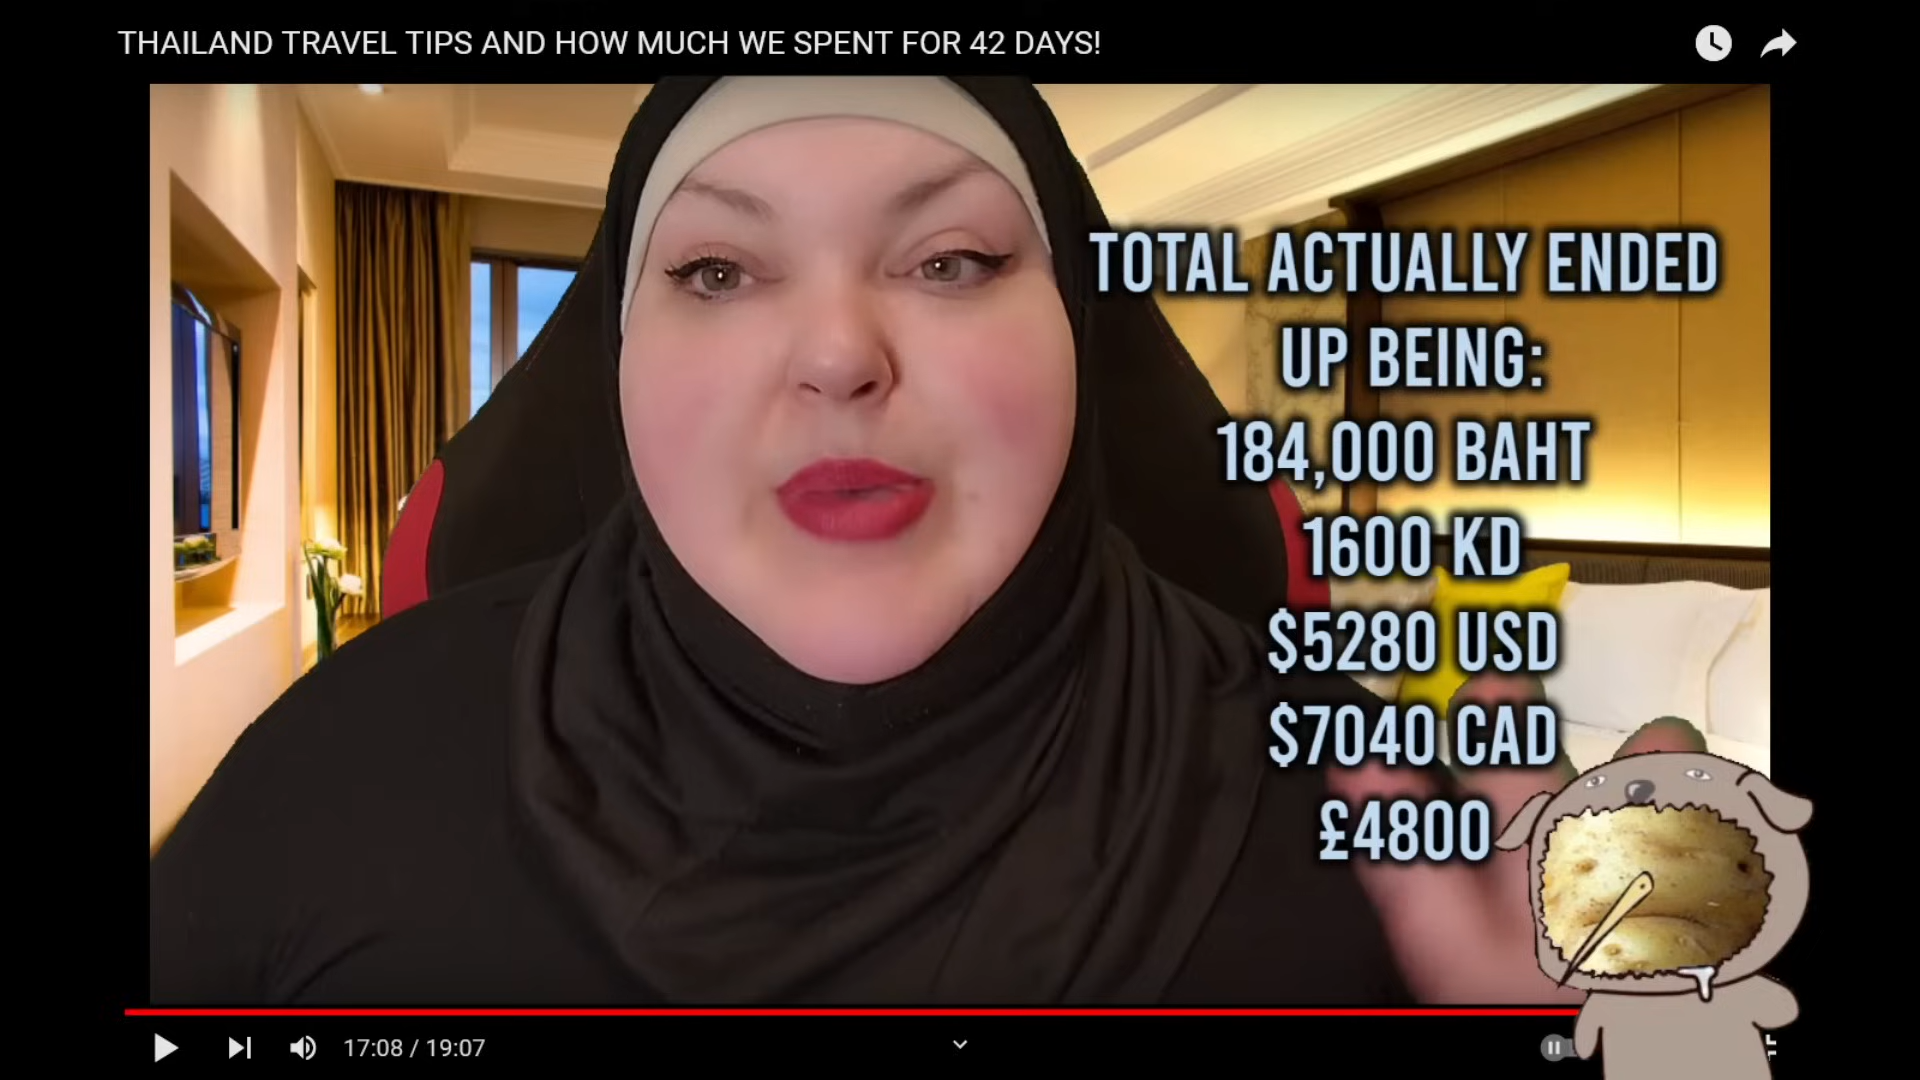 THAILAND TRAVEL TIPS AND HOW MUCH WE SPENT FOR 42 DAYS!
TOTAL ACTUALLY ENDED
UP BEING:
184,000 BAHT
1600 KD
$5280 USD
$7040 CAD
£4800
17:08 / 19:07